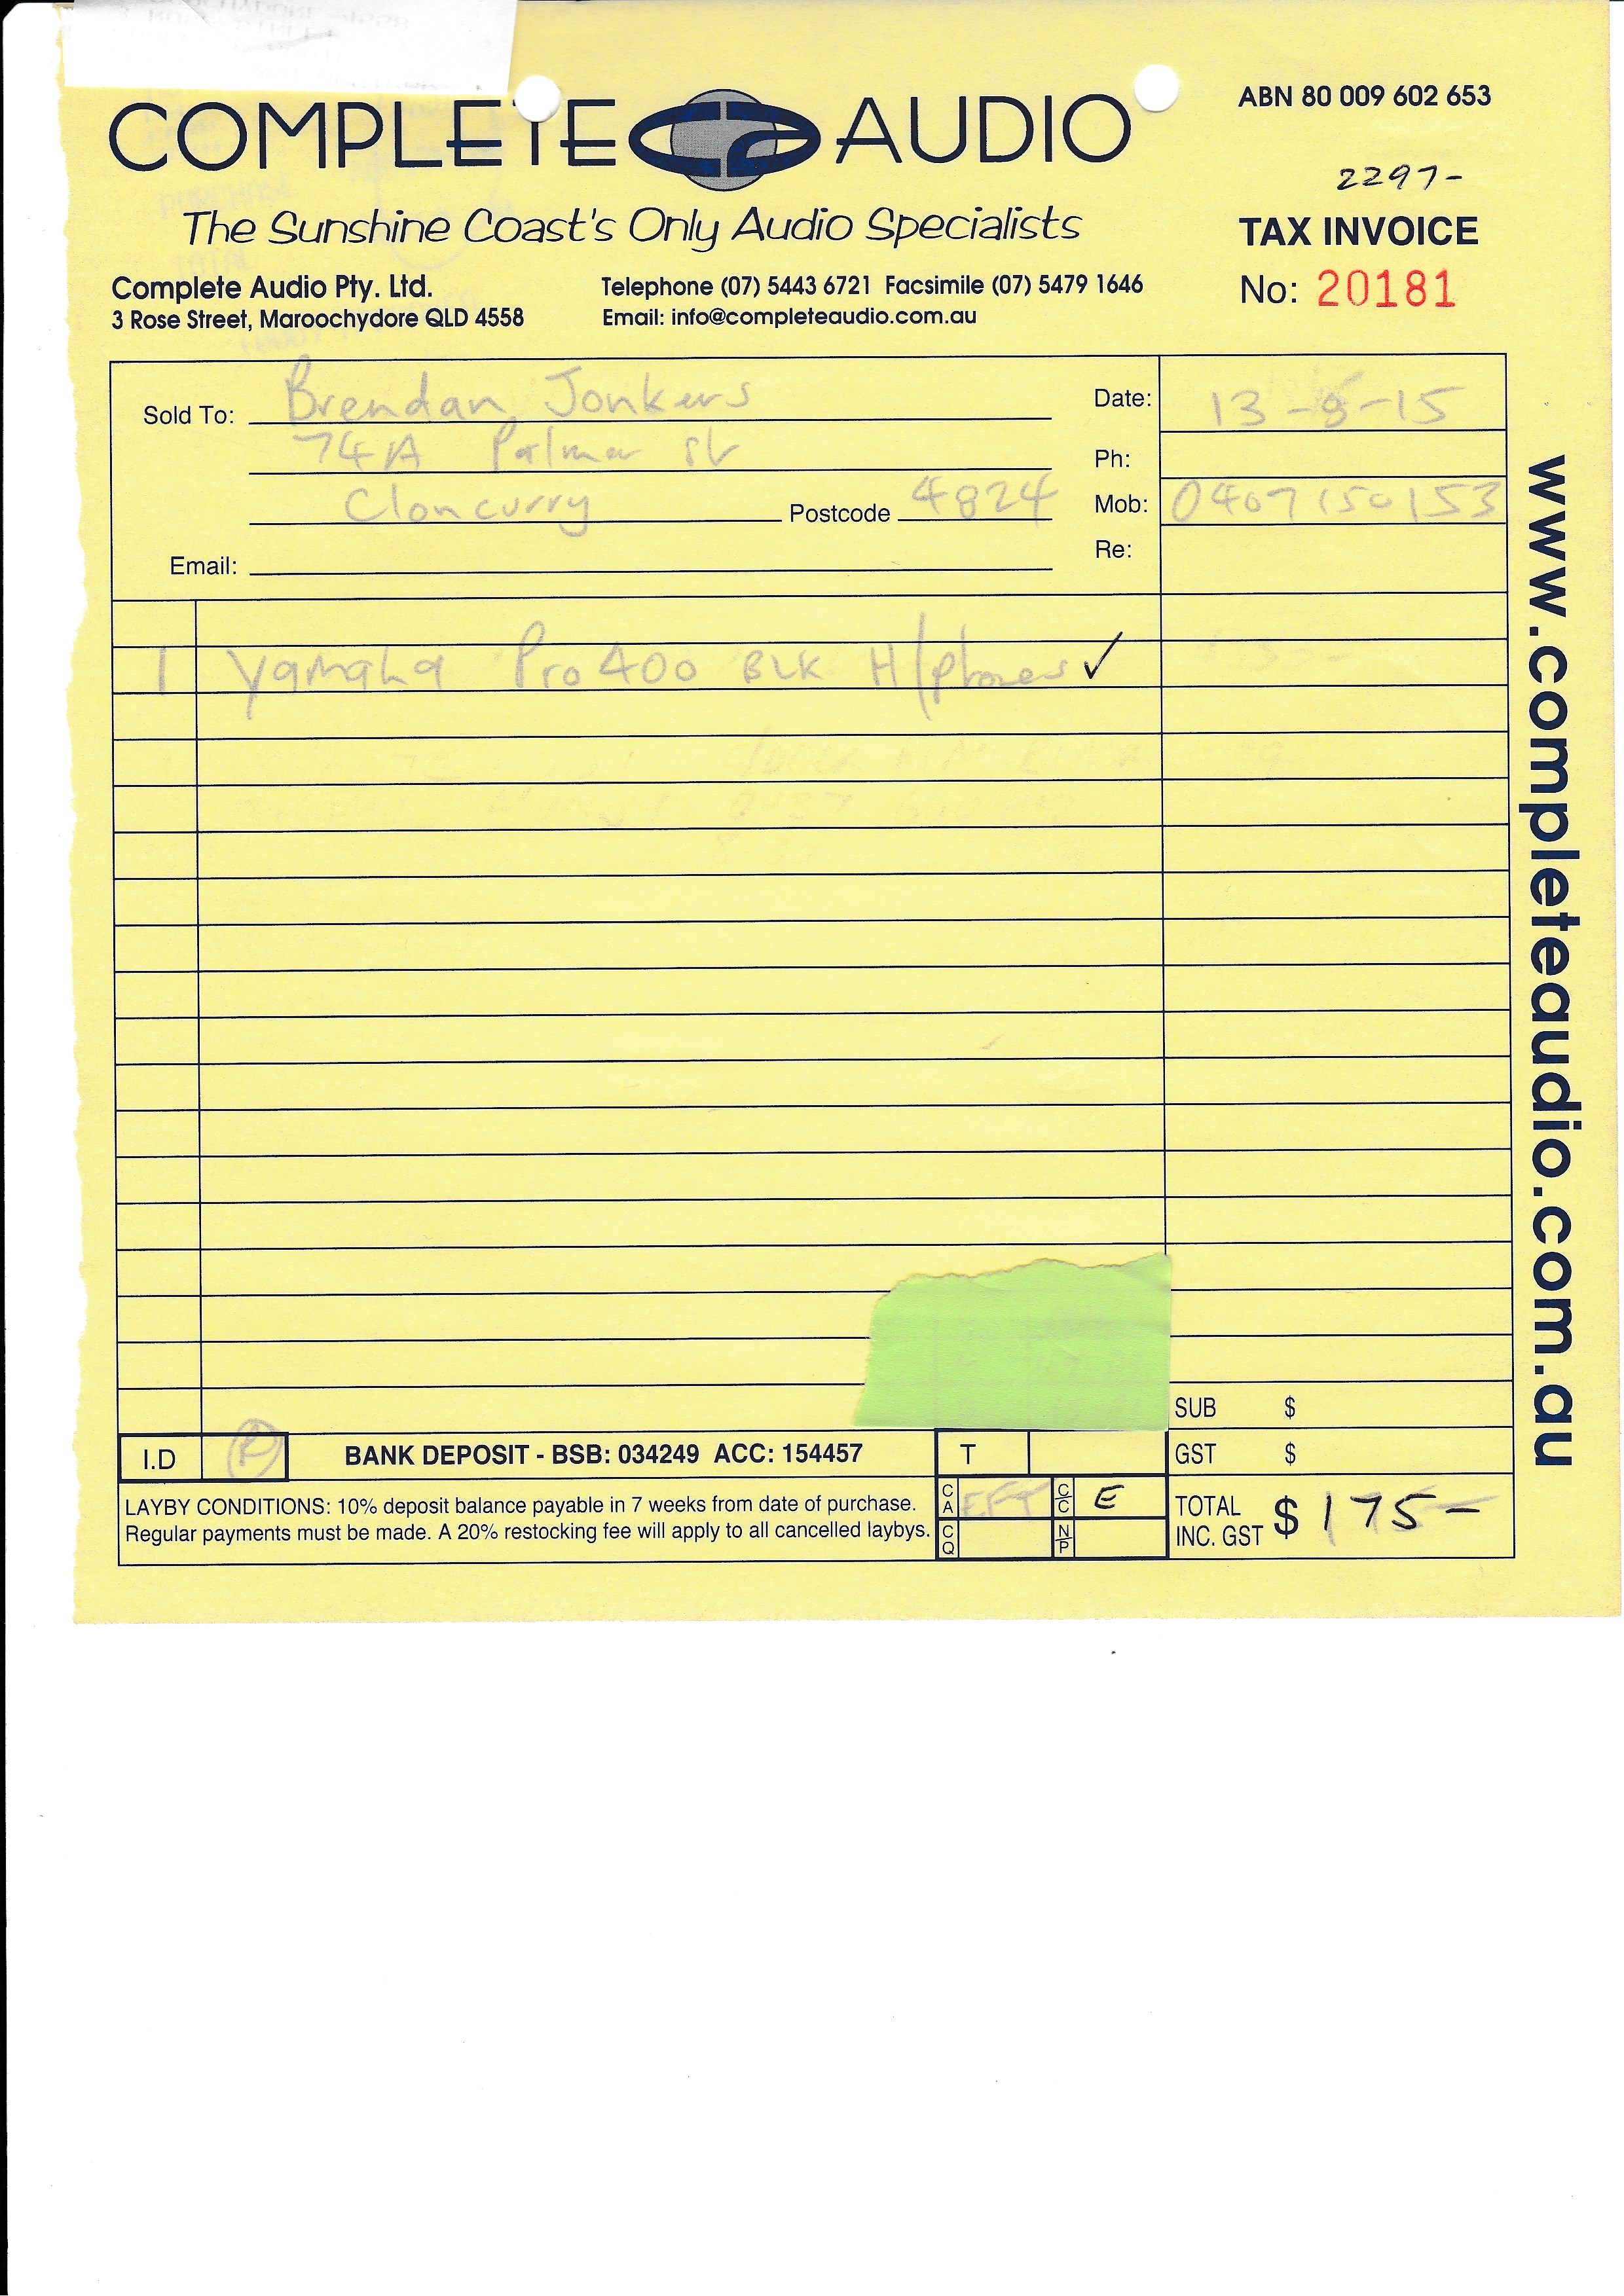 COMPLETE AUDIO
ABN 80 009 602 653
2297-
The Sunshine Coast's Only Audio Specialists
TAX INVOICE
No: 20181
Complete Audio Pty. Ltd.
3 Rose Street, Maroochydore QLD 4558
Telephone (07) 5443 6721 Facsimile (07) 5479 1646
Email: info@completeaudio.com.au
Sold To: Brendan Jonkers
74A Palmer st
Cloncurry Postcode 4824
Email:
Date: 13-8-15
Ph:
Mob: 0407150153
Re:
1 Yamaha Pro400 BLK H/phones ✓
www.completeaudio.com.au
SUB $
I.D R BANK DEPOSIT - BSB: 034249 ACC: 154457
T
GST $
LAYBY CONDITIONS: 10% deposit balance payable in 7 weeks from date of purchase.
Regular payments must be made. A 20% restocking fee will apply to all cancelled laybys.
CA EFT C/C E
CQ N/P
TOTAL
INC. GST $ 175-